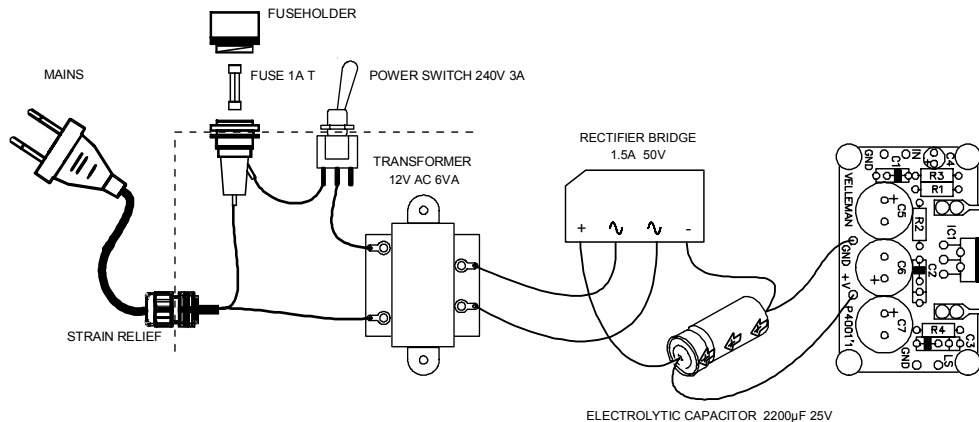 FUSEHOLDER
MAINS
FUSE 1A T
POWER SWITCH 240V 3A
TRANSFORMER
12V AC 6VA
RECTIFIER BRIDGE
1.5A 50V
+
-
STRAIN RELIEF
ELECTROLYTIC CAPACITOR 2200µF 25V
GND
C1
IN
C4
R3
R1
VELLEMAN
+
C5
R2
IC1
GND
+V
+
C6
C2
P4001'1
+
C7
R4
C3
GND
LS